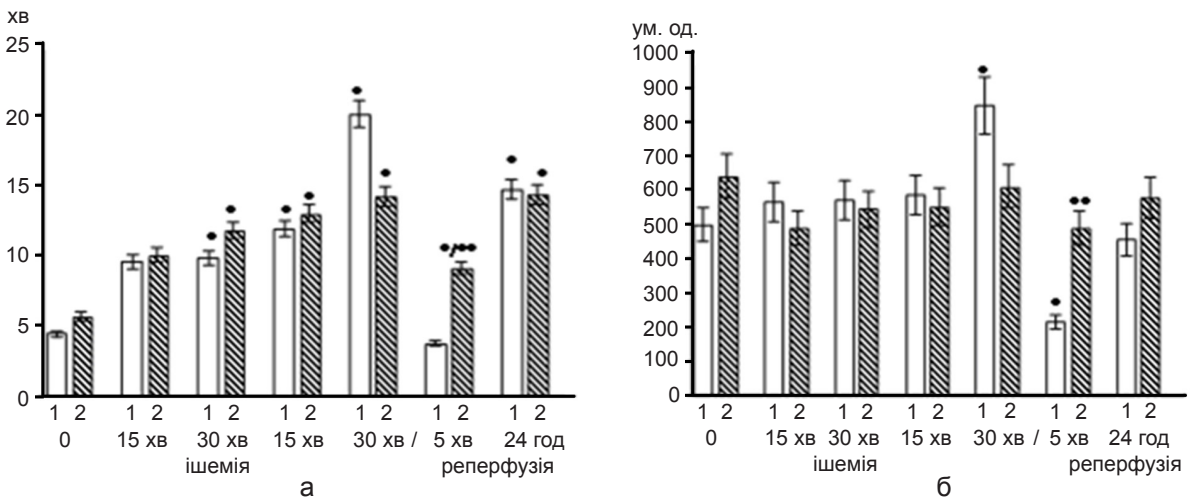 хв
25
20
15
10
5
0
1 2 1 2 1 2 1 2 1 2 1 2 1 2
0 15 хв 30 хв 15 хв 30 хв / 5 хв 24 год
ішемія реперфузія
а
ум. од.
1000
900
800
700
600
500
400
300
200
100
0
1 2 1 2 1 2 1 2 1 2 1 2 1 2
0 15 хв 30 хв 15 хв 30 хв / 5 хв 24 год
ішемія реперфузія
б